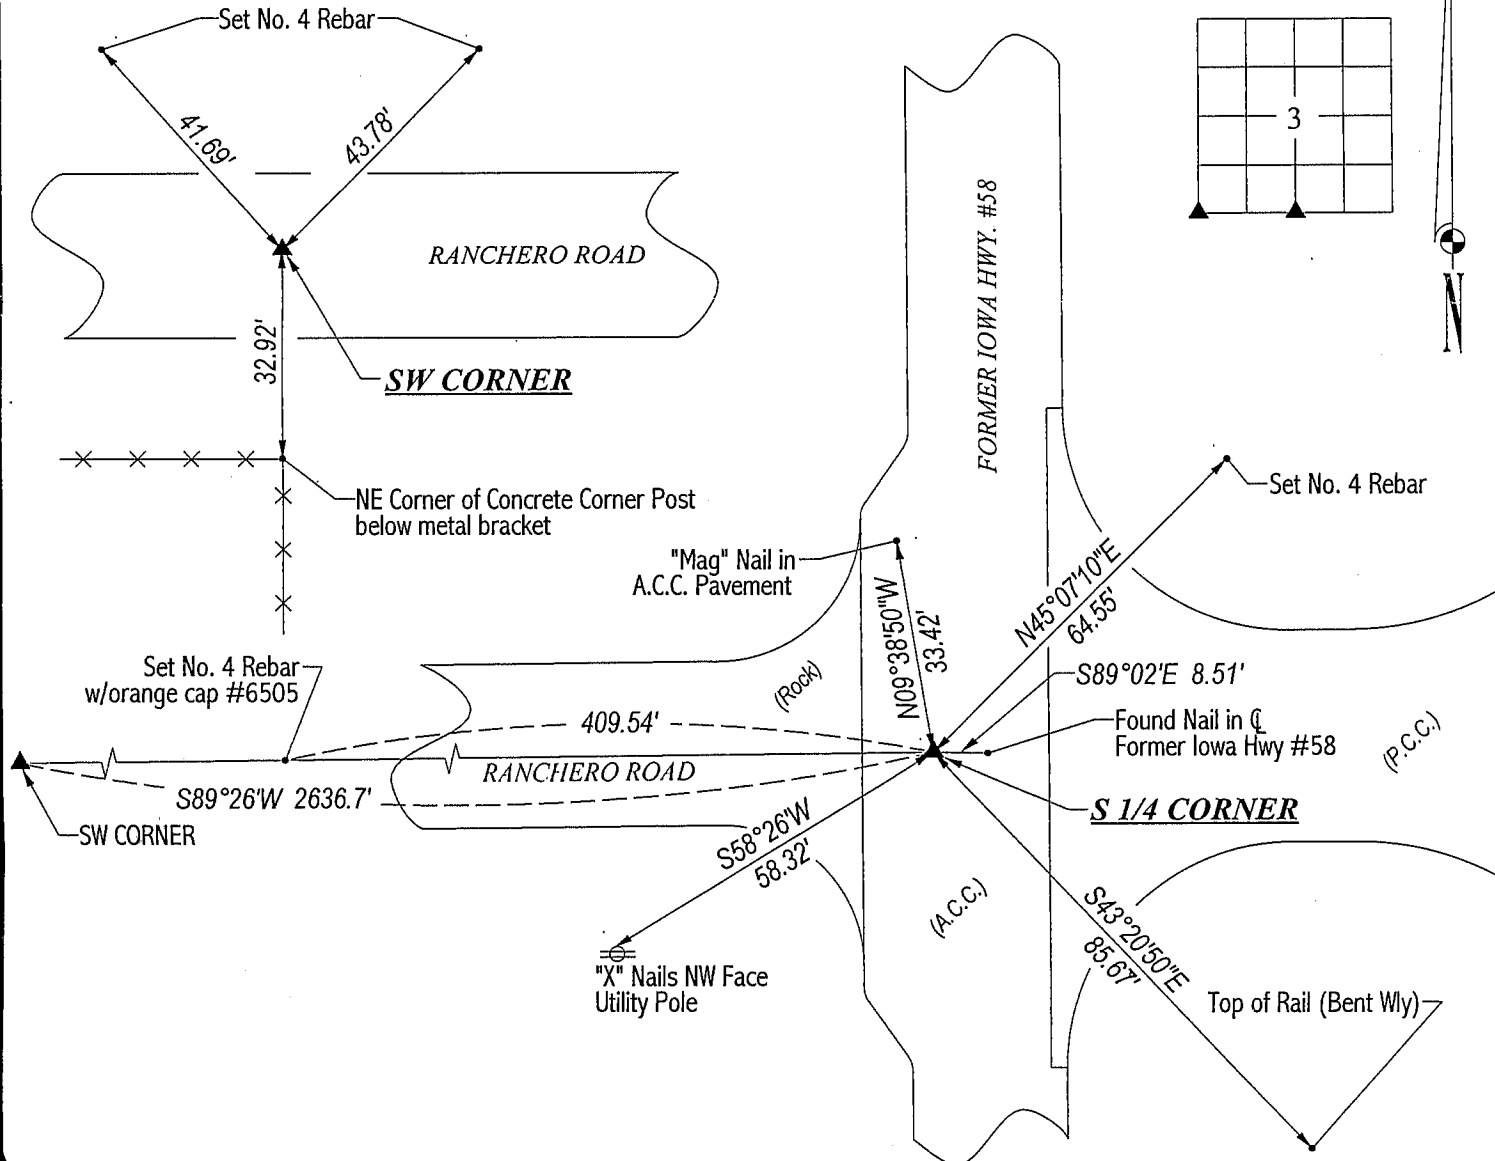 Set No. 4 Rebar
41.69'
43.78'
3
RANCHERO ROAD
FORMER IOWA HWY. #58
N
32.92'
SW CORNER
NE Corner of Concrete Corner Post
below metal bracket
Set No. 4 Rebar
"Mag" Nail in
A.C.C. Pavement
N09°38'50"W
33.42'
N45°07'10"E
64.55'
Set No. 4 Rebar
w/orange cap #6505
(Rock)
S89°02'E 8.51'
409.54'
Found Nail in ℄
Former Iowa Hwy #58
(P.C.C.)
RANCHERO ROAD
S89°26'W 2636.7'
SW CORNER
S 1/4 CORNER
S58°26'W
58.32'
(A.C.C.)
S43°20'50"E
85.67'
"X" Nails NW Face
Utility Pole
Top of Rail (Bent Wly)